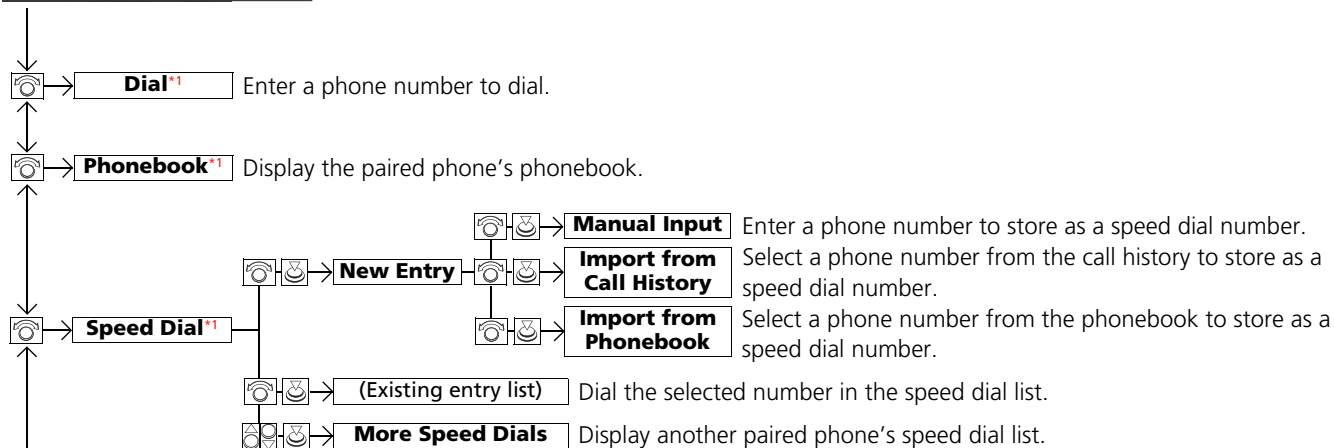 Dial*1 Enter a phone number to dial.
Phonebook*1 Display the paired phone’s phonebook.
Manual Input Enter a phone number to store as a speed dial number.
New Entry
Import from
Call History
Select a phone number from the call history to store as a
speed dial number.
Speed Dial*1
Import from
Phonebook
Select a phone number from the phonebook to store as a
speed dial number.
(Existing entry list) Dial the selected number in the speed dial list.
More Speed Dials Display another paired phone’s speed dial list.